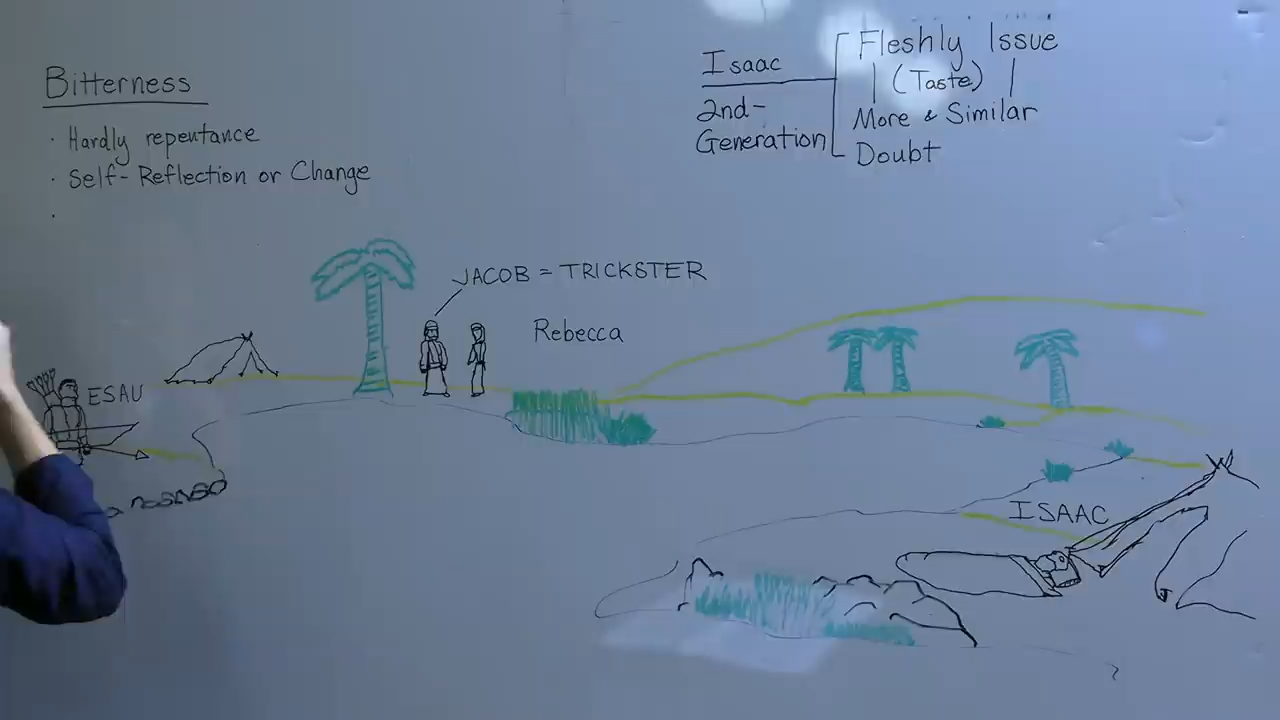 Bitterness
· Hardly repentance
· Self-Reflection or Change
·
Isaac
2nd-
Generation
Fleshly Issue
(Taste)
More & Similar
Doubt
JACOB = TRICKSTER
Rebecca
ESAU
ISAAC